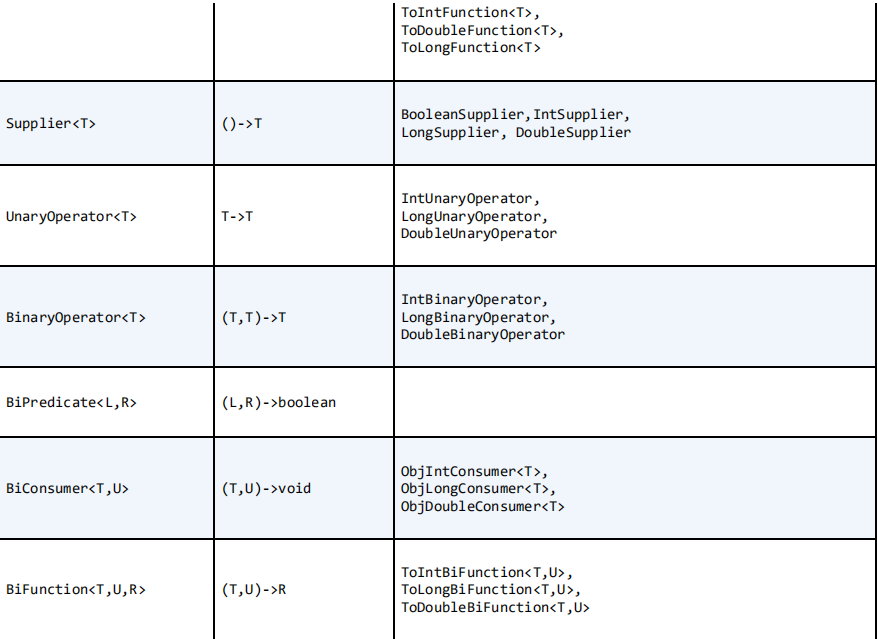 ToIntFunction<T>,
ToDoubleFunction<T>,
ToLongFunction<T>
Supplier<T>
()->T
BooleanSupplier,IntSupplier,
LongSupplier, DoubleSupplier
UnaryOperator<T>
T->T
IntUnaryOperator,
LongUnaryOperator,
DoubleUnaryOperator
BinaryOperator<T>
(T,T)->T
IntBinaryOperator,
LongBinaryOperator,
DoubleBinaryOperator
BiPredicate<L,R>
(L,R)->boolean
BiConsumer<T,U>
(T,U)->void
ObjIntConsumer<T>,
ObjLongConsumer<T>,
ObjDoubleConsumer<T>
BiFunction<T,U,R>
(T,U)->R
ToIntBiFunction<T,U>,
ToLongBiFunction<T,U>,
ToDoubleBiFunction<T,U>